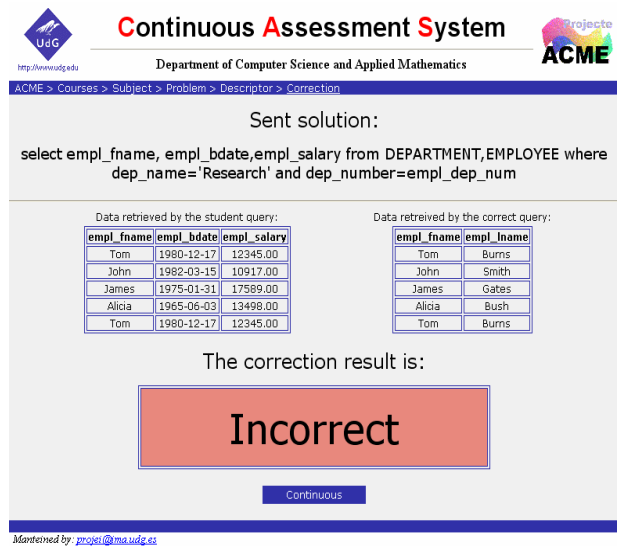 UdG
http://www.udg.edu
Continuous Assessment System
Department of Computer Science and Applied Mathematics
Projecte
ACME
ACME > Courses > Subject > Problem > Descriptor > Correction
Sent solution:
select empl_fname, empl_bdate,empl_salary from DEPARTMENT,EMPLOYEE where
dep_name='Research' and dep_number=empl_dep_num
Data retrieved by the student query:
empl_fname empl_bdate empl_salary
Tom 1980-12-17 12345.00
John 1982-03-15 10917.00
James 1975-01-31 17589.00
Alicia 1965-06-03 13498.00
Tom 1980-12-17 12345.00
Data retreived by the correct query:
empl_fname empl_lname
Tom Burns
John Smith
James Gates
Alicia Bush
Tom Burns
The correction result is:
Incorrect
Continuous
Manteined by: projei@ima.udg.es